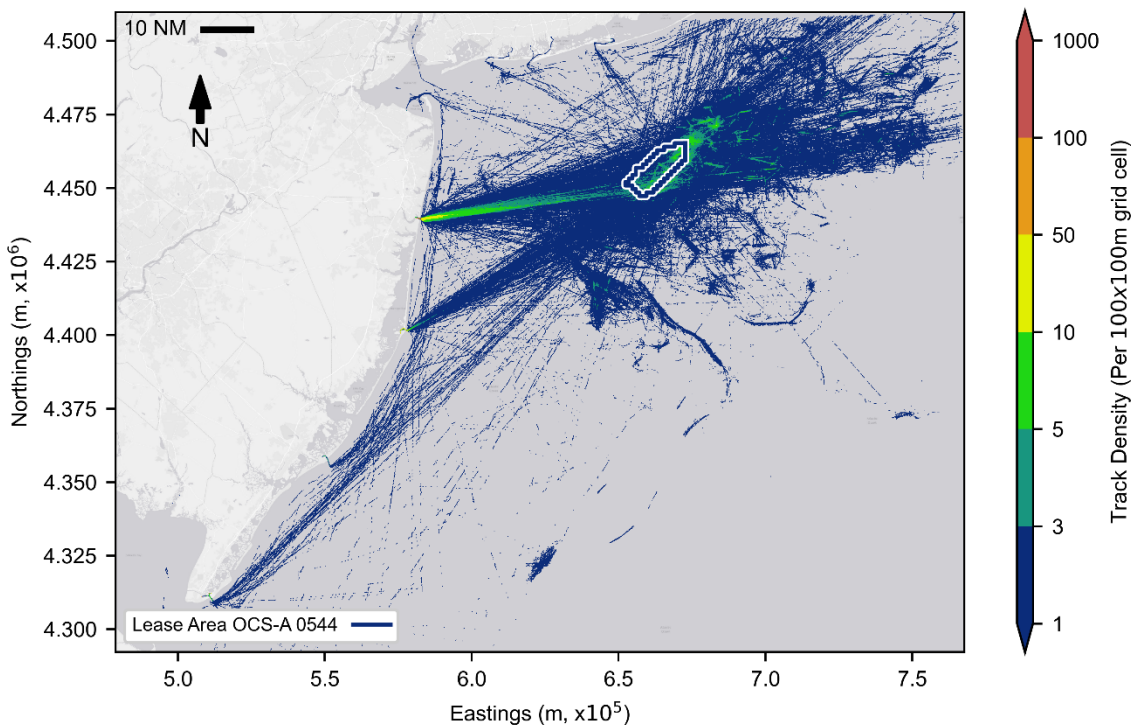 10 NM
N
4.500
4.475
4.450
4.425
4.400
4.375
4.350
4.325
4.300
Northings (m, x10⁶)
5.0 5.5 6.0 6.5 7.0 7.5
Eastings (m, x10⁵)
Lease Area OCS-A 0544
1000
100
50
10
5
3
1
Track Density (Per 100x100m grid cell)